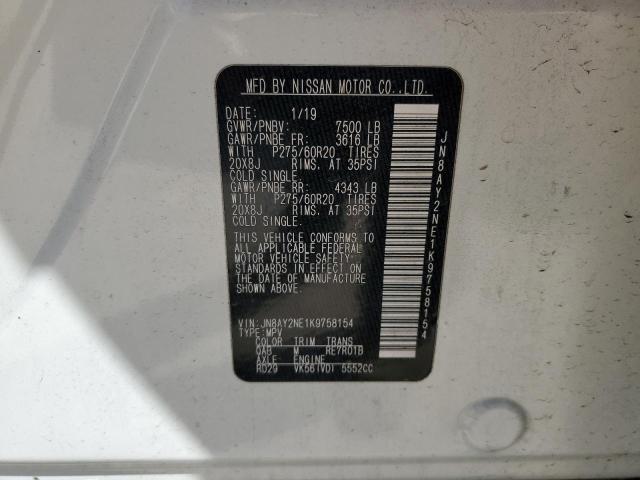 MFD BY NISSAN MOTOR CO.,LTD.
DATE: 1/19
GVWR/PNBV: 7500 LB
GAWR/PNBE FR: 3616 LB
WITH P275/60R20 TIRES
20X8J RIMS. AT 35PSI
COLD SINGLE.
GAWR/PNBE RR: 4343 LB
WITH P275/60R20 TIRES
20X8J RIMS. AT 35PSI
COLD SINGLE.
THIS VEHICLE CONFORMS TO
ALL APPLICABLE FEDERAL
MOTOR VEHICLE SAFETY
STANDARDS IN EFFECT ON
THE DATE OF MANUFACTURE
SHOWN ABOVE.
VIN: JN8AY2NE1K9758154
TYPE: MPV
COLOR TRIM TRANS
QAB M RE7R01B
AXLE ENGINE
RD29 VK56(VD) 5552CC
JN8AY2NE1K9758154